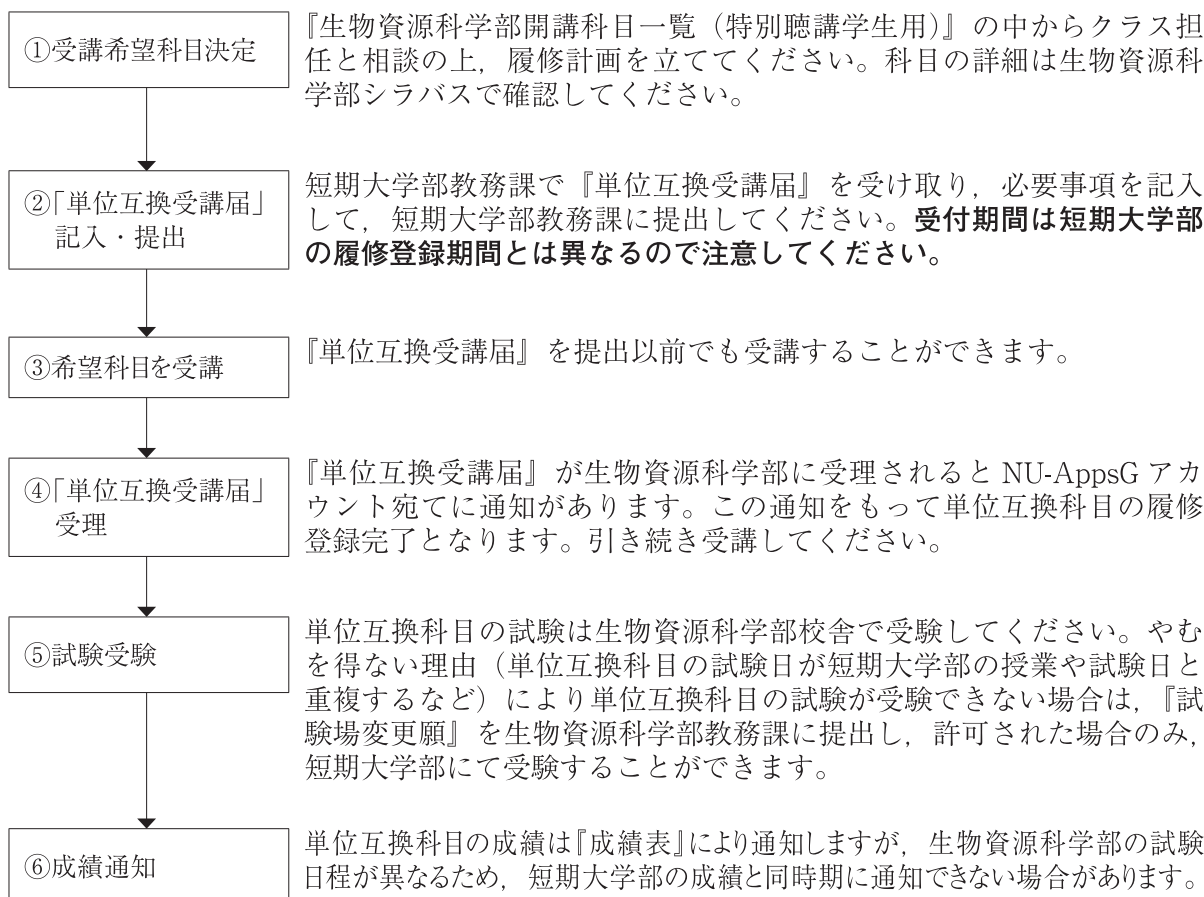 ①受講希望科目決定
『生物資源科学部開講科目一覧（特別聴講学生用）』の中からクラス担
任と相談の上，履修計画を立ててください。科目の詳細は生物資源科
学部シラバスで確認してください。
②「単位互換受講届」
記入・提出
短期大学部教務課で『単位互換受講届』を受け取り，必要事項を記入
して，短期大学部教務課に提出してください。受付期間は短期大学部
の履修登録期間とは異なるので注意してください。
③希望科目を受講
『単位互換受講届』を提出以前でも受講することができます。
④「単位互換受講届」
受理
『単位互換受講届』が生物資源科学部に受理されると NU-AppsG アカ
ウント宛てに通知があります。この通知をもって単位互換科目の履修
登録完了となります。引き続き受講してください。
⑤試験受験
単位互換科目の試験は生物資源科学部校舎で受験してください。やむ
を得ない理由（単位互換科目の試験日が短期大学部の授業や試験日と
重複するなど）により単位互換科目の試験が受験できない場合は，『試
験場変更願』を生物資源科学部教務課に提出し，許可された場合のみ，
短期大学部にて受験することができます。
⑥成績通知
単位互換科目の成績は『成績表』により通知しますが，生物資源科学部の試験
日程が異なるため，短期大学部の成績と同時期に通知できない場合があります。